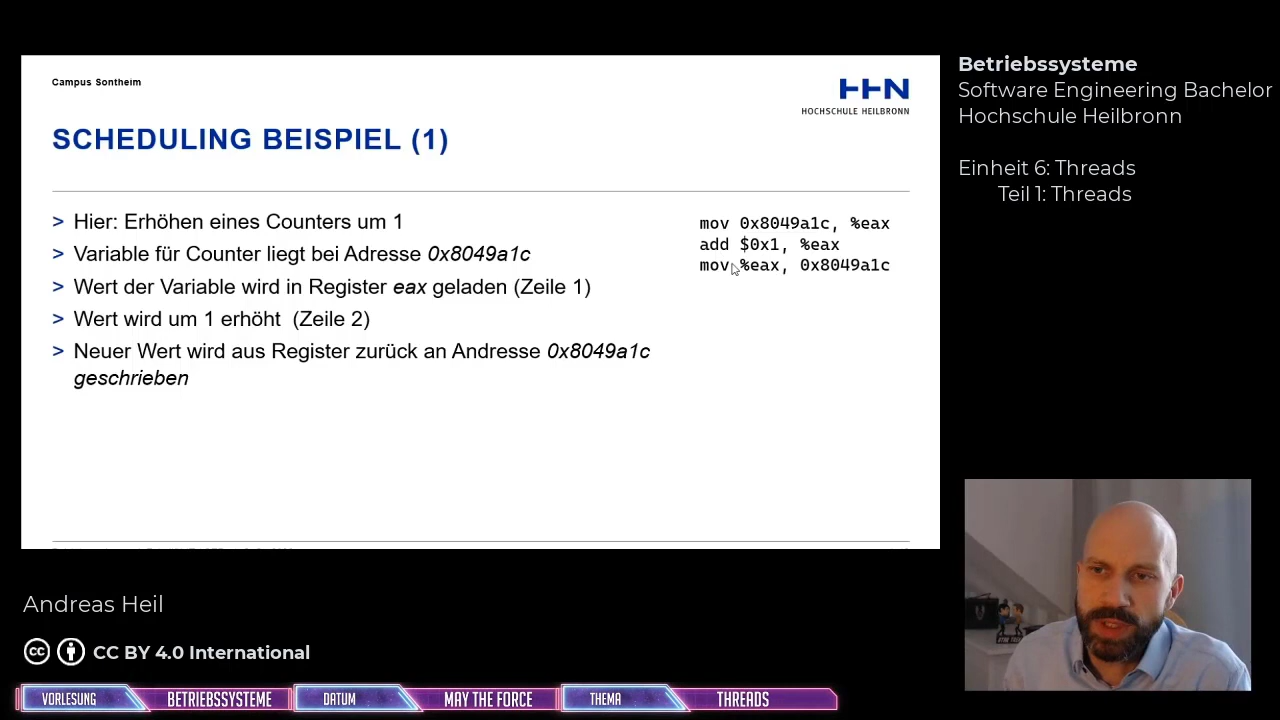 Campus Sontheim
HHN
HOCHSCHULE HEILBRONN
SCHEDULING BEISPIEL (1)
> Hier: Erhöhen eines Counters um 1
> Variable für Counter liegt bei Adresse 0x8049a1c
> Wert der Variable wird in Register eax geladen (Zeile 1)
> Wert wird um 1 erhöht (Zeile 2)
> Neuer Wert wird aus Register zurück an Andresse 0x8049a1c
geschrieben
mov 0x8049a1c, %eax
add $0x1, %eax
mov %eax, 0x8049a1c
Betriebssysteme
Software Engineering Bachelor
Hochschule Heilbronn
Einheit 6: Threads
Teil 1: Threads
Andreas Heil
cc CC BY 4.0 International
VORLESUNG BETRIEBSSYSTEME DATUM MAY THE FORCE THEMA THREADS